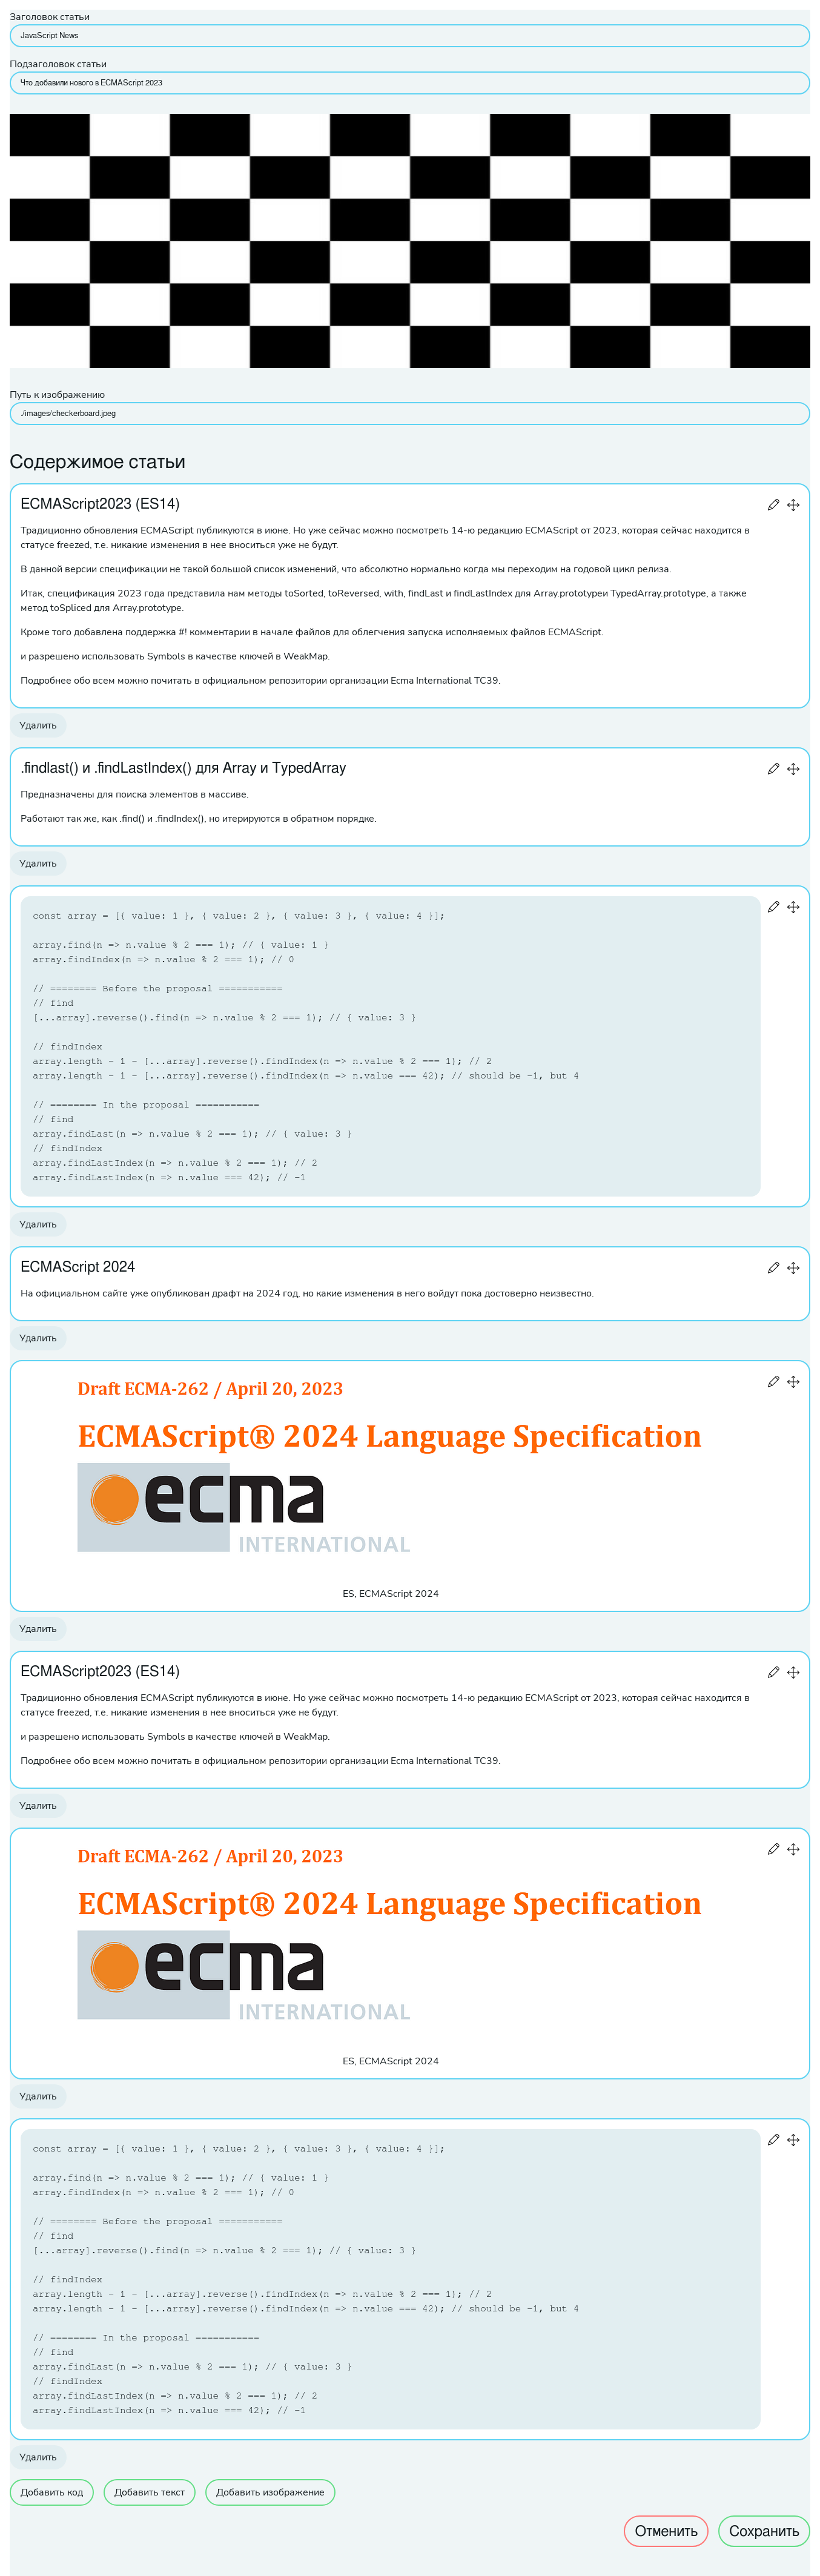 Заголовок статьи
JavaScript News
Подзаголовок статьи
Что добавили нового в ECMAScript 2023
Путь к изображению
./images/checkerboard.jpeg
Содержимое статьи
ECMAScript2023 (ES14)
Традиционно обновления ECMAScript публикуются в июне. Но уже сейчас можно посмотреть 14-ю редакцию ECMAScript от 2023, которая сейчас находится в
статусе freezed, т.е. никакие изменения в нее вноситься уже не будут.
В данной версии спецификации не такой большой список изменений, что абсолютно нормально когда мы переходим на годовой цикл релиза.
Итак, спецификация 2023 года представила нам методы toSorted, toReversed, with, findLast и findLastIndex для Array.prototypeи TypedArray.prototype, а также
метод toSpliced для Array.prototype.
Кроме того добавлена поддержка #! комментарии в начале файлов для облегчения запуска исполняемых файлов ECMAScript.
и разрешено использовать Symbols в качестве ключей в WeakMap.
Подробнее обо всем можно почитать в официальном репозитории организации Ecma International TC39.
Удалить
.findlast() и .findLastIndex() для Array и TypedArray
Предназначены для поиска элементов в массиве.
Работают так же, как .find() и .findIndex(), но итерируются в обратном порядке.
Удалить
const array = [{ value: 1 }, { value: 2 }, { value: 3 }, { value: 4 }];
array.find(n => n.value % 2 === 1); // { value: 1 }
array.findIndex(n => n.value % 2 === 1); // 0
// ======== Before the proposal ===========
// find
[...array].reverse().find(n => n.value % 2 === 1); // { value: 3 }
// findIndex
array.length - 1 - [...array].reverse().findIndex(n => n.value % 2 === 1); // 2
array.length - 1 - [...array].reverse().findIndex(n => n.value === 42); // should be -1, but 4
// ======== In the proposal ===========
// find
array.findLast(n => n.value % 2 === 1); // { value: 3 }
// findIndex
array.findLastIndex(n => n.value % 2 === 1); // 2
array.findLastIndex(n => n.value === 42); // -1
Удалить
ECMAScript 2024
На официальном сайте уже опубликован драфт на 2024 год, но какие изменения в него войдут пока достоверно неизвестно.
Удалить
Draft ECMA-262 / April 20, 2023
ECMAScript® 2024 Language Specification
ecma
INTERNATIONAL
ES, ECMAScript 2024
Удалить
ECMAScript2023 (ES14)
Традиционно обновления ECMAScript публикуются в июне. Но уже сейчас можно посмотреть 14-ю редакцию ECMAScript от 2023, которая сейчас находится в
статусе freezed, т.е. никакие изменения в нее вноситься уже не будут.
и разрешено использовать Symbols в качестве ключей в WeakMap.
Подробнее обо всем можно почитать в официальном репозитории организации Ecma International TC39.
Удалить
Draft ECMA-262 / April 20, 2023
ECMAScript® 2024 Language Specification
ecma
INTERNATIONAL
ES, ECMAScript 2024
Удалить
const array = [{ value: 1 }, { value: 2 }, { value: 3 }, { value: 4 }];
array.find(n => n.value % 2 === 1); // { value: 1 }
array.findIndex(n => n.value % 2 === 1); // 0
// ======== Before the proposal ===========
// find
[...array].reverse().find(n => n.value % 2 === 1); // { value: 3 }
// findIndex
array.length - 1 - [...array].reverse().findIndex(n => n.value % 2 === 1); // 2
array.length - 1 - [...array].reverse().findIndex(n => n.value === 42); // should be -1, but 4
// ======== In the proposal ===========
// find
array.findLast(n => n.value % 2 === 1); // { value: 3 }
// findIndex
array.findLastIndex(n => n.value % 2 === 1); // 2
array.findLastIndex(n => n.value === 42); // -1
Удалить
Добавить код Добавить текст Добавить изображение
Отменить Сохранить